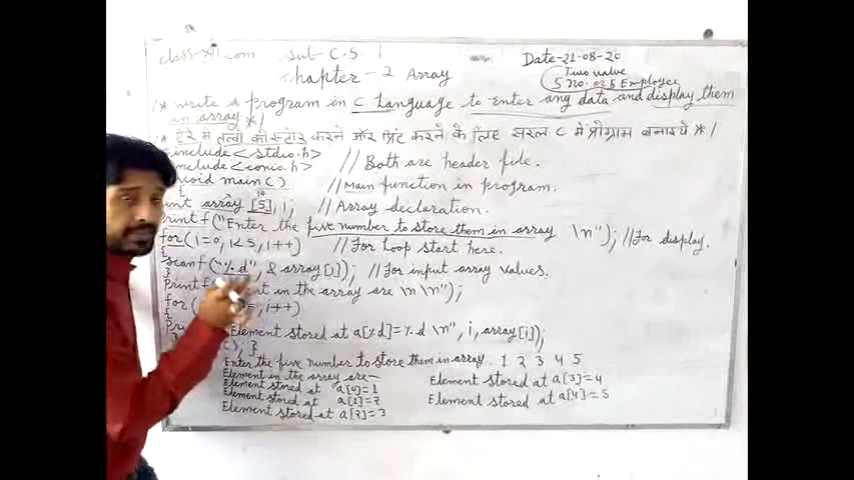 class-XI.com sub- C.S Date-21-08-20
Chapter-2 Array
Two value
5 no. or 5 Employee
/* write a program in C Language to enter any data and display them
in array */
/* ऐरे में तत्वों को स्टोर करने और प्रिंट करने के लिए सरल C में प्रोग्राम बनाइये */
include<stdio.h> // Both are header file.
include<conio.h>
void main() // Main function in program.
{
int array [5], i; // Array declaration.
printf("Enter the five number to store them in array \n"); // For display.
for(i=0, i<5, i++) // For Loop start here.
{
scanf("%d", & array[i]); // For input array values.
}
Printf in the array are \n \n");
for i++)
{
Element stored at a[%d]=%d \n", i, array[i]);
); }
Enter the five number to store them in array. 1 2 3 4 5
Element in the array are-
Element stored at a[0]=1 Element stored at a[3]=4
Element stored at a[1]=2 Element stored at a[4]=5
Element stored at a[2]=3